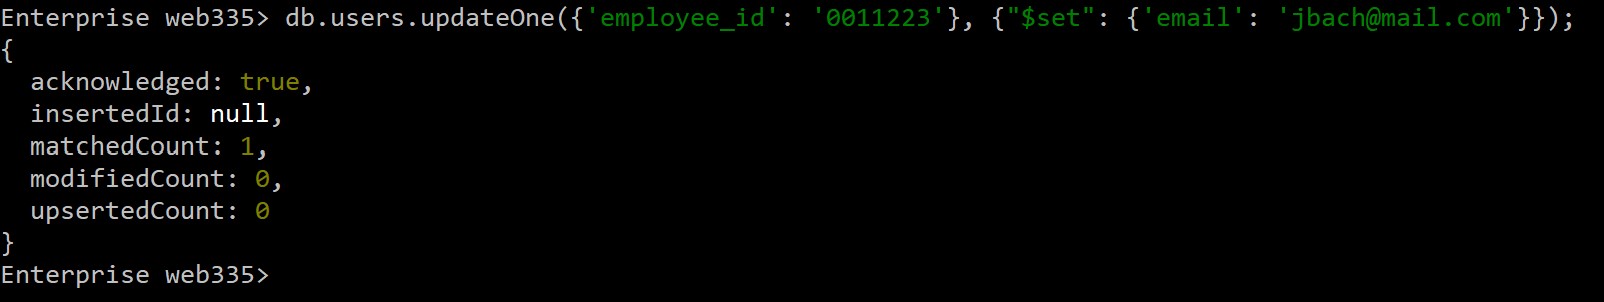 Enterprise web335> db.users.updateOne({'employee_id': '0011223'}, {"$set": {'email': 'jbach@mail.com'}});
{
  acknowledged: true,
  insertedId: null,
  matchedCount: 1,
  modifiedCount: 0,
  upsertedCount: 0
}
Enterprise web335>